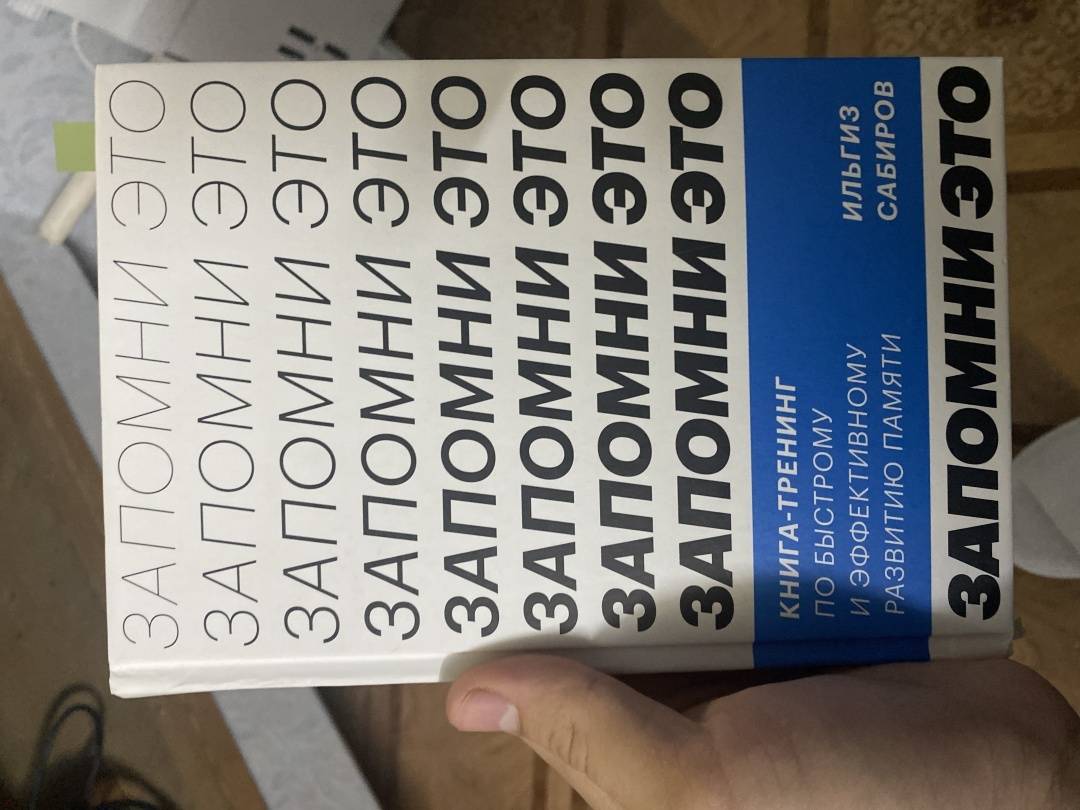 ЗАПОМНИ ЭТО
ЗАПОМНИ ЭТО
ЗАПОМНИ ЭТО
ЗАПОМНИ ЭТО
ЗАПОМНИ ЭТО
ЗАПОМНИ ЭТО
ЗАПОМНИ ЭТО
ЗАПОМНИ ЭТО
КНИГА-ТРЕНИНГ
ПО БЫСТРОМУ
И ЭФФЕКТИВНОМУ
РАЗВИТИЮ ПАМЯТИ
ИЛЬГИЗ
САБИРОВ
ЗАПОМНИ ЭТО